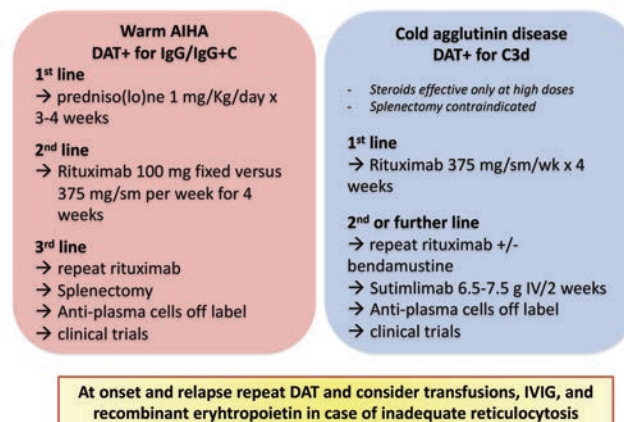 Warm AIHA
DAT+ for IgG/IgG+C
1st line
→ predniso(lo)ne 1 mg/Kg/day x
3-4 weeks
2nd line
→ Rituximab 100 mg fixed versus
375 mg/sm per week for 4
weeks
3rd line
→ repeat rituximab
→ Splenectomy
→ Anti-plasma cells off label
→ clinical trials
Cold agglutinin disease
DAT+ for C3d
- Steroids effective only at high doses
- Splenectomy contraindicated
1st line
→ Rituximab 375 mg/sm/wk x 4
weeks
2nd or further line
→ repeat rituximab +/-
bendamustine
→ Sutimlimab 6.5-7.5 g IV/2 weeks
→ Anti-plasma cells off label
→ clinical trials
At onset and relapse repeat DAT and consider transfusions, IVIG, and
recombinant eryhtropoietin in case of inadequate reticulocytosis